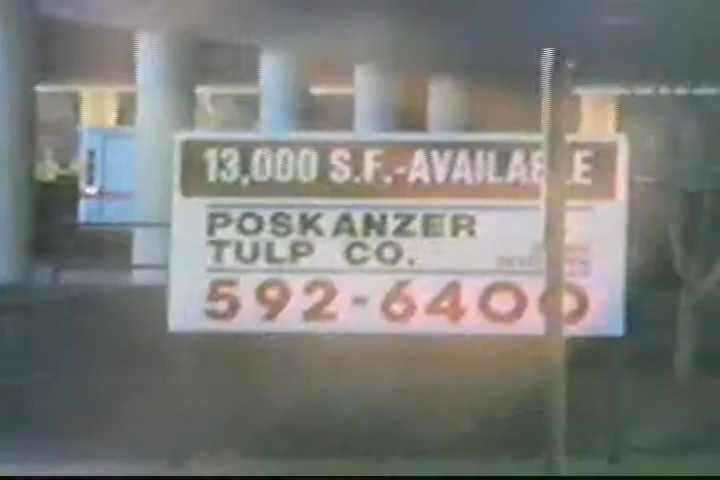 13,000 S.F.-AVAILABLE
POSKANZER
TULP CO.
592-6400